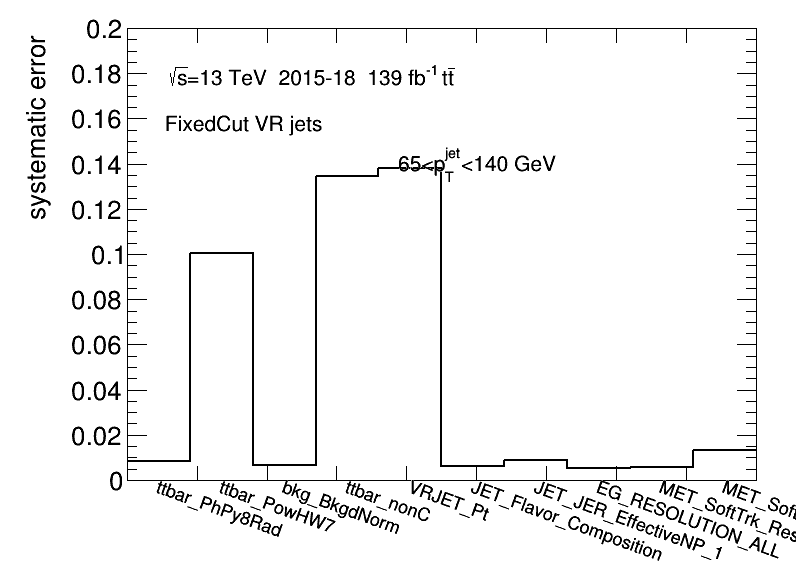 systematic error
0.2
0.18
0.16
0.14
0.12
0.1
0.08
0.06
0.04
0.02
0
√s=13 TeV 2015-18 139 fb⁻¹ tt̄
FixedCut VR jets
65<p_T^jet<140 GeV
ttbar_PhPy8Rad
ttbar_PowHW7
bkg_BkgdNorm
ttbar_nonC
VRJET_Pt
JET_Flavor_Composition
JET_JER_EffectiveNP_1
EG_RESOLUTION_ALL
MET_SoftTrk_Res
MET_Soft